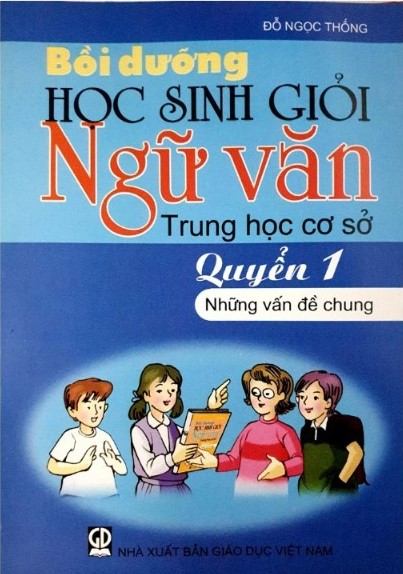 ĐỖ NGỌC THỐNG
Bồi dưỡng
HỌC SINH GIỎI
Ngữ văn
Trung học cơ sở
Quyển 1
Những vấn đề chung
GD
NHÀ XUẤT BẢN GIÁO DỤC VIỆT NAM